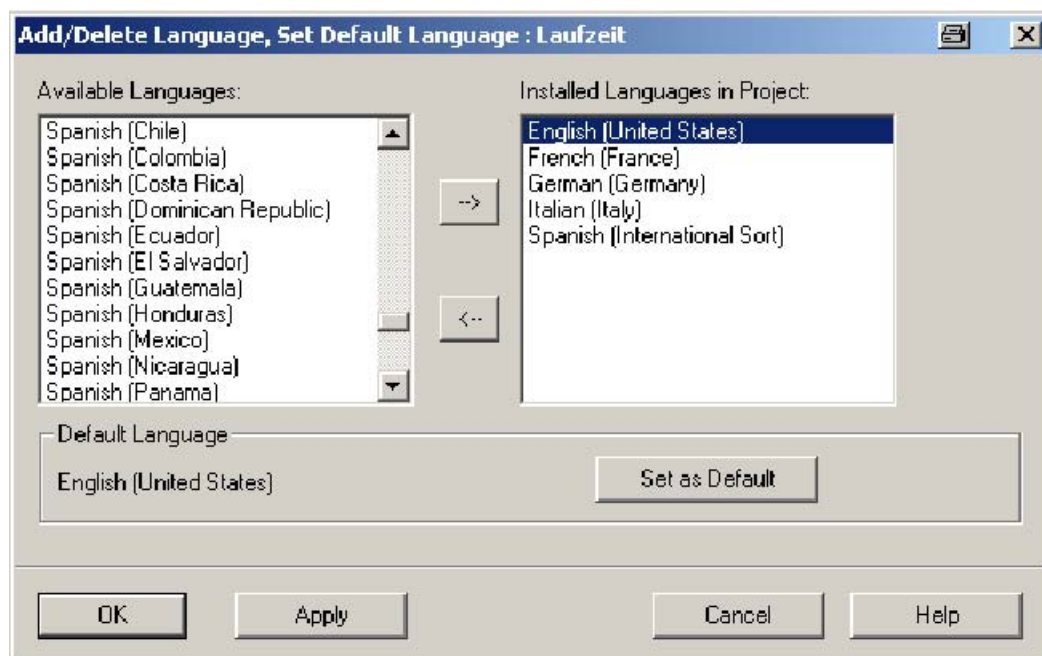 Add/Delete Language, Set Default Language : Laufzeit
Available Languages:
Spanish (Chile)
Spanish (Colombia)
Spanish (Costa Rica)
Spanish (Dominican Republic)
Spanish (Ecuador)
Spanish (El Salvador)
Spanish (Guatemala)
Spanish (Honduras)
Spanish (Mexico)
Spanish (Nicaragua)
Spanish (Panama)
-->
<--
Installed Languages in Project:
English (United States)
French (France)
German (Germany)
Italian (Italy)
Spanish (International Sort)
Default Language
English (United States)
Set as Default
OK
Apply
Cancel
Help